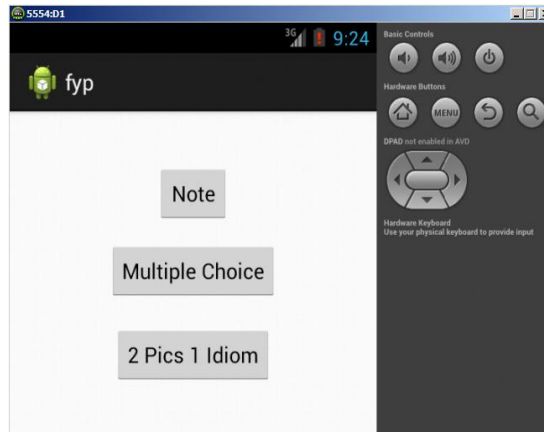 5554:D1
3G 9:24
fyp
Note
Multiple Choice
2 Pics 1 Idiom
Basic Controls
Hardware Buttons
MENU
DPAD not enabled in AVD
Hardware Keyboard
Use your physical keyboard to provide input